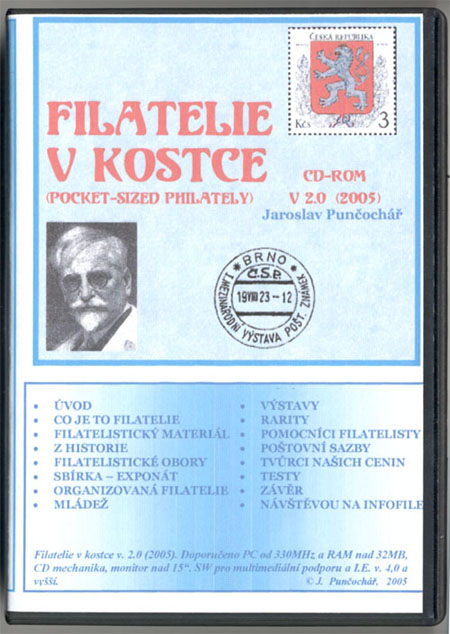 ČESKÁ REPUBLIKA
Kčs 3
FILATELIE
V KOSTCE
(POCKET-SIZED PHILATELY)
CD-ROM
V 2.0 (2005)
Jaroslav Punčochář
* BRNO *
Č.S.P.
19VIII 23–12
I. MEZINÁRODNÍ VÝSTAVA POŠT. ZNÁMEK
• ÚVOD
• CO JE TO FILATELIE
• FILATELISTICKÝ MATERIÁL
• Z HISTORIE
• FILATELISTICKÉ OBORY
• SBÍRKA – EXPONÁT
• ORGANIZOVANÁ FILATELIE
• MLÁDEŽ
• VÝSTAVY
• RARITY
• POMOCNÍCI FILATELISTY
• POŠTOVNÍ SAZBY
• TVŮRCI NAŠICH CENIN
• TESTY
• ZÁVĚR
• NÁVŠTĚVOU NA INFOFILE
Filatelie v kostce v. 2.0 (2005). Doporučeno PC od 330MHz a RAM nad 32MB,
CD mechanika, monitor nad 15“. SW pro multimediální podporu a I.E. v. 4,0 a
vyšší.
© J. Punčochář, 2005